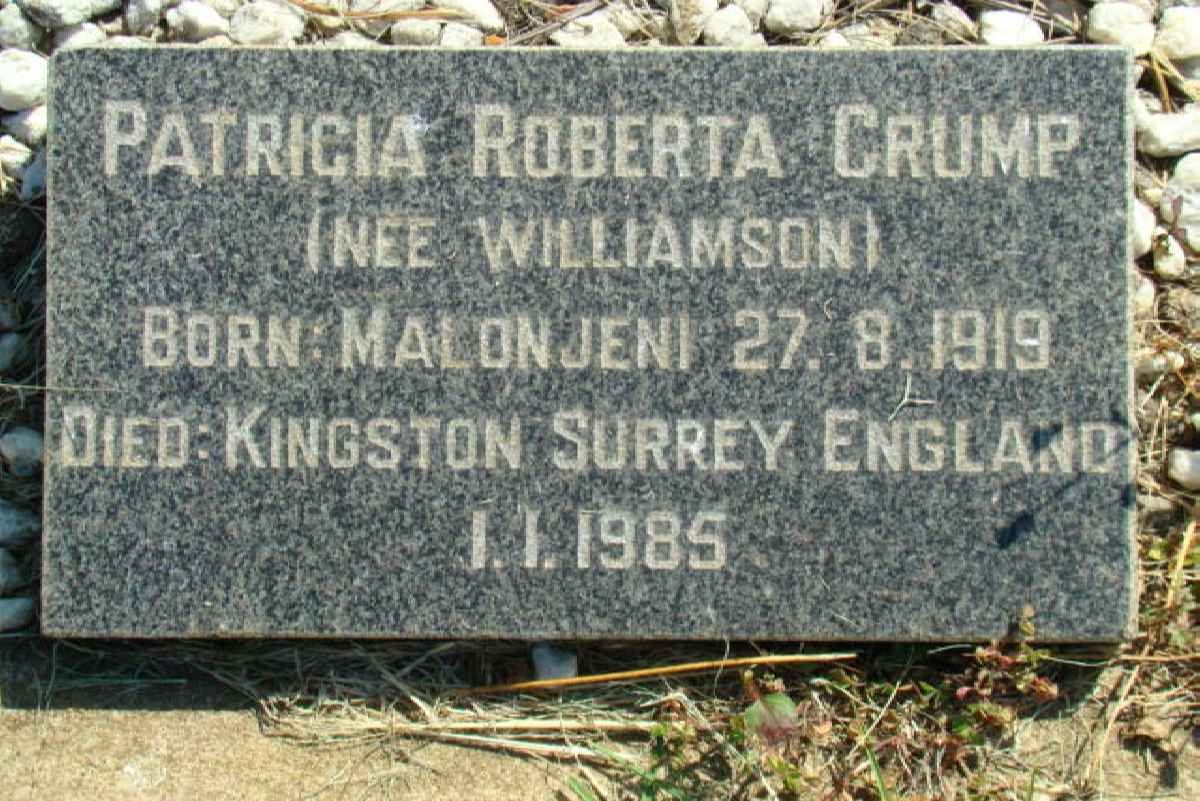 PATRICIA ROBERTA CRUMP
(NEE WILLIAMSON)
BORN: MALONJENI 27. 8. 1919
DIED: KINGSTON SURREY ENGLAND
1. 1. 1985